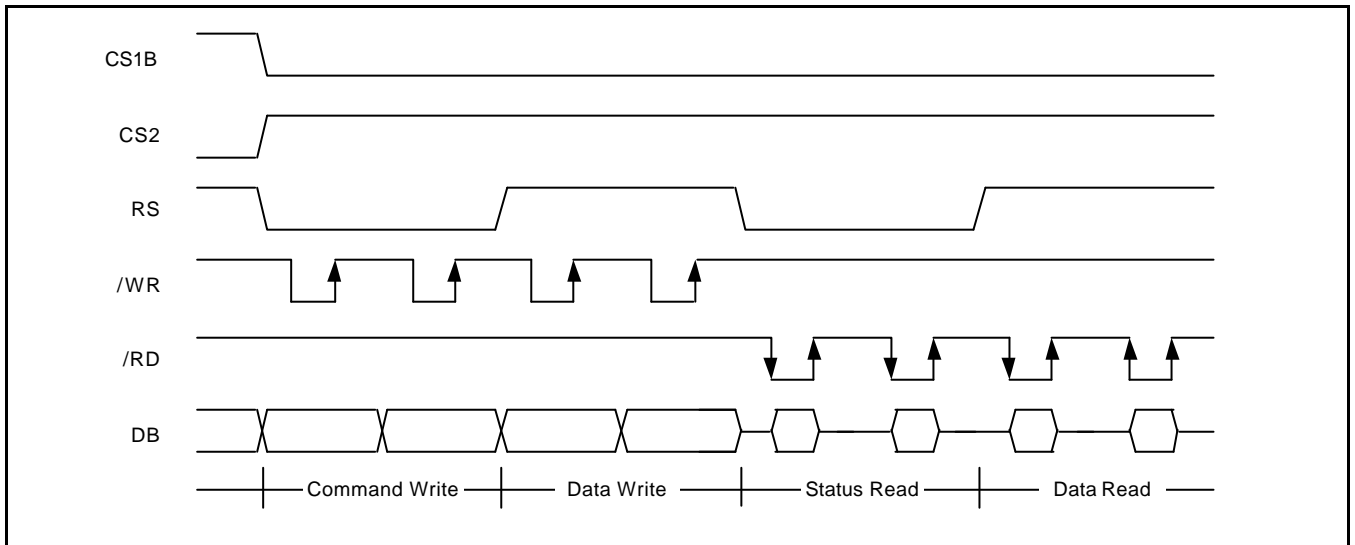 CS1B
CS2
RS
/WR
/RD
DB
Command Write Data Write Status Read Data Read